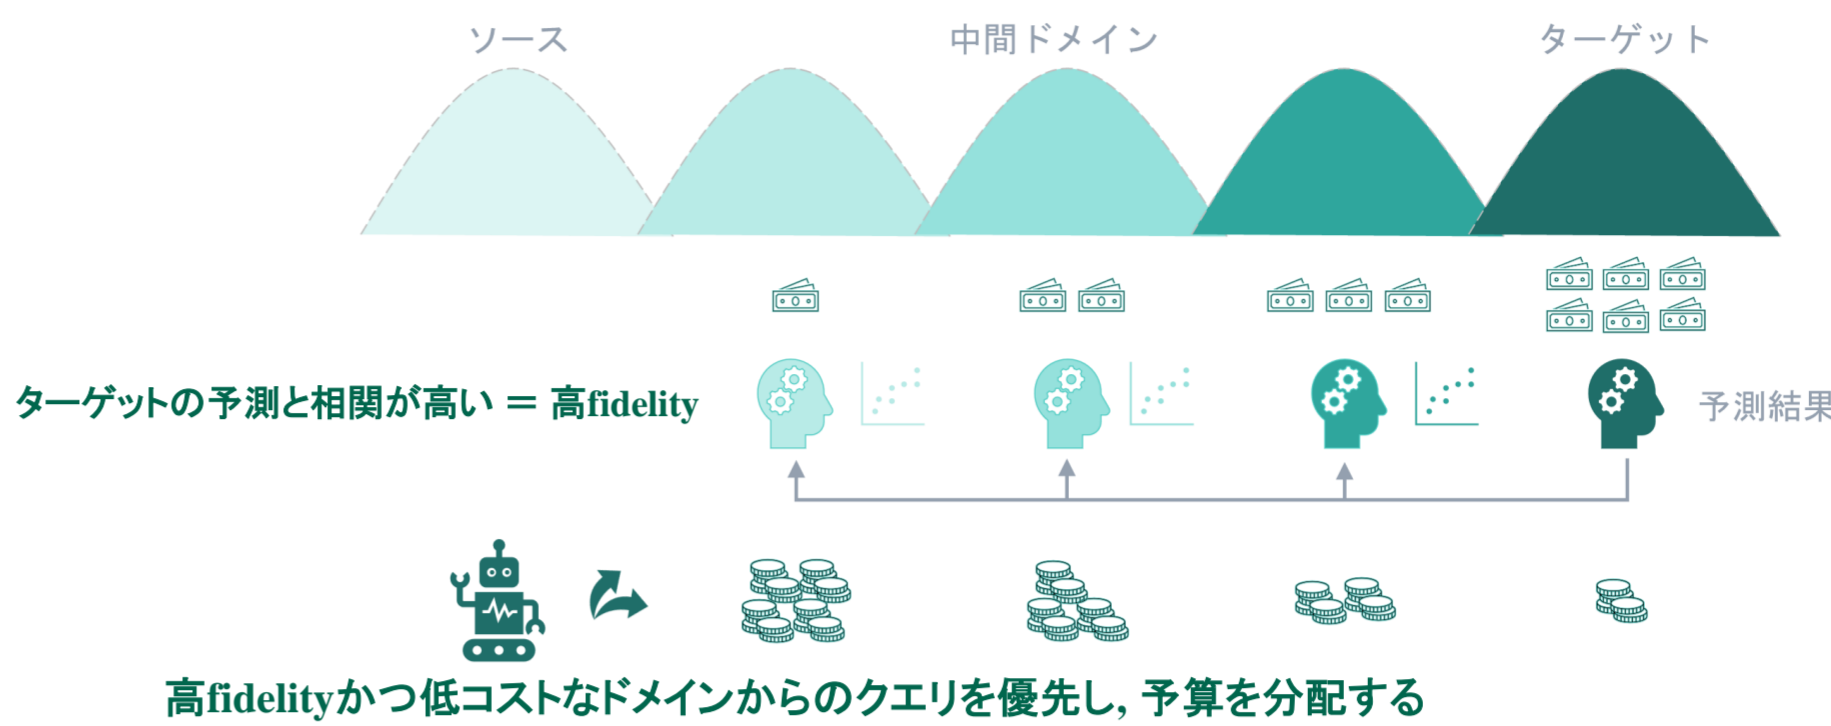 ソース
中間ドメイン
ターゲット
ターゲットの予測と相関が高い ＝ 高fidelity
予測結果
高fidelityかつ低コストなドメインからのクエリを優先し, 予算を分配する